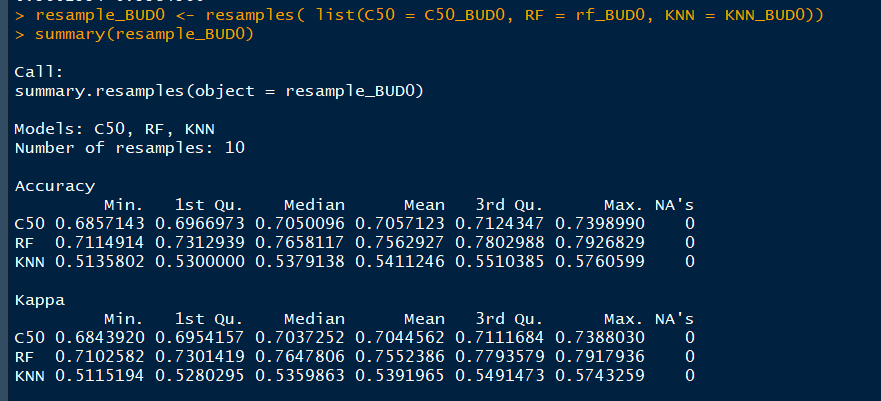 > resample_BUD0 <- resamples( list(C50 = C50_BUD0, RF = rf_BUD0, KNN = KNN_BUD0))
> summary(resample_BUD0)
Call:
summary.resamples(object = resample_BUD0)
Models: C50, RF, KNN
Number of resamples: 10
Accuracy
Min. 1st Qu. Median Mean 3rd Qu. Max. NA's
C50 0.6857143 0.6966973 0.7050096 0.7057123 0.7124347 0.7398990 0
RF 0.7114914 0.7312939 0.7658117 0.7562927 0.7802988 0.7926829 0
KNN 0.5135802 0.5300000 0.5379138 0.5411246 0.5510385 0.5760599 0
Kappa
Min. 1st Qu. Median Mean 3rd Qu. Max. NA's
C50 0.6843920 0.6954157 0.7037252 0.7044562 0.7111684 0.7388030 0
RF 0.7102582 0.7301419 0.7647806 0.7552386 0.7793579 0.7917936 0
KNN 0.5115194 0.5280295 0.5359863 0.5391965 0.5491473 0.5743259 0